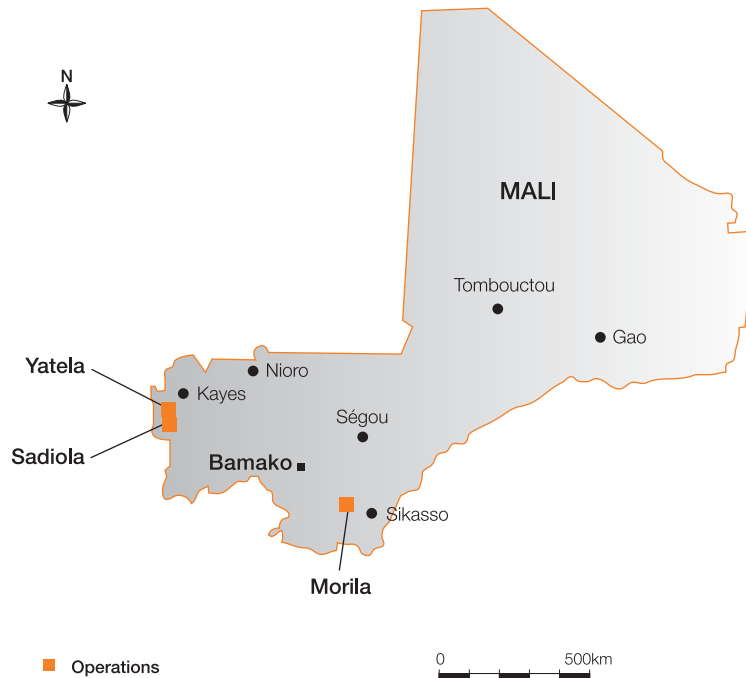 N
MALI
Tombouctou
Gao
Yatela
Nioro
Kayes
Ségou
Sadiola
Bamako
Sikasso
Morila
0 500km
Operations